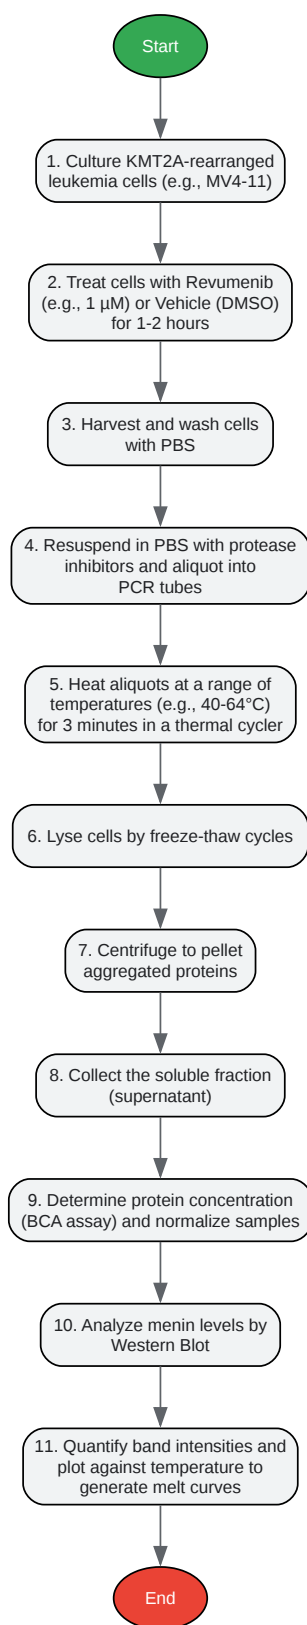 Start
1. Culture KMT2A-rearranged
leukemia cells (e.g., MV4-11)
2. Treat cells with Revumenib
(e.g., 1 µM) or Vehicle (DMSO)
for 1-2 hours
3. Harvest and wash cells
with PBS
4. Resuspend in PBS with protease
inhibitors and aliquot into
PCR tubes
5. Heat aliquots at a range of
temperatures (e.g., 40-64°C)
for 3 minutes in a thermal cycler
6. Lyse cells by freeze-thaw cycles
7. Centrifuge to pellet
aggregated proteins
8. Collect the soluble fraction
(supernatant)
9. Determine protein concentration
(BCA assay) and normalize samples
10. Analyze menin levels by
Western Blot
11. Quantify band intensities and
plot against temperature to
generate melt curves
End